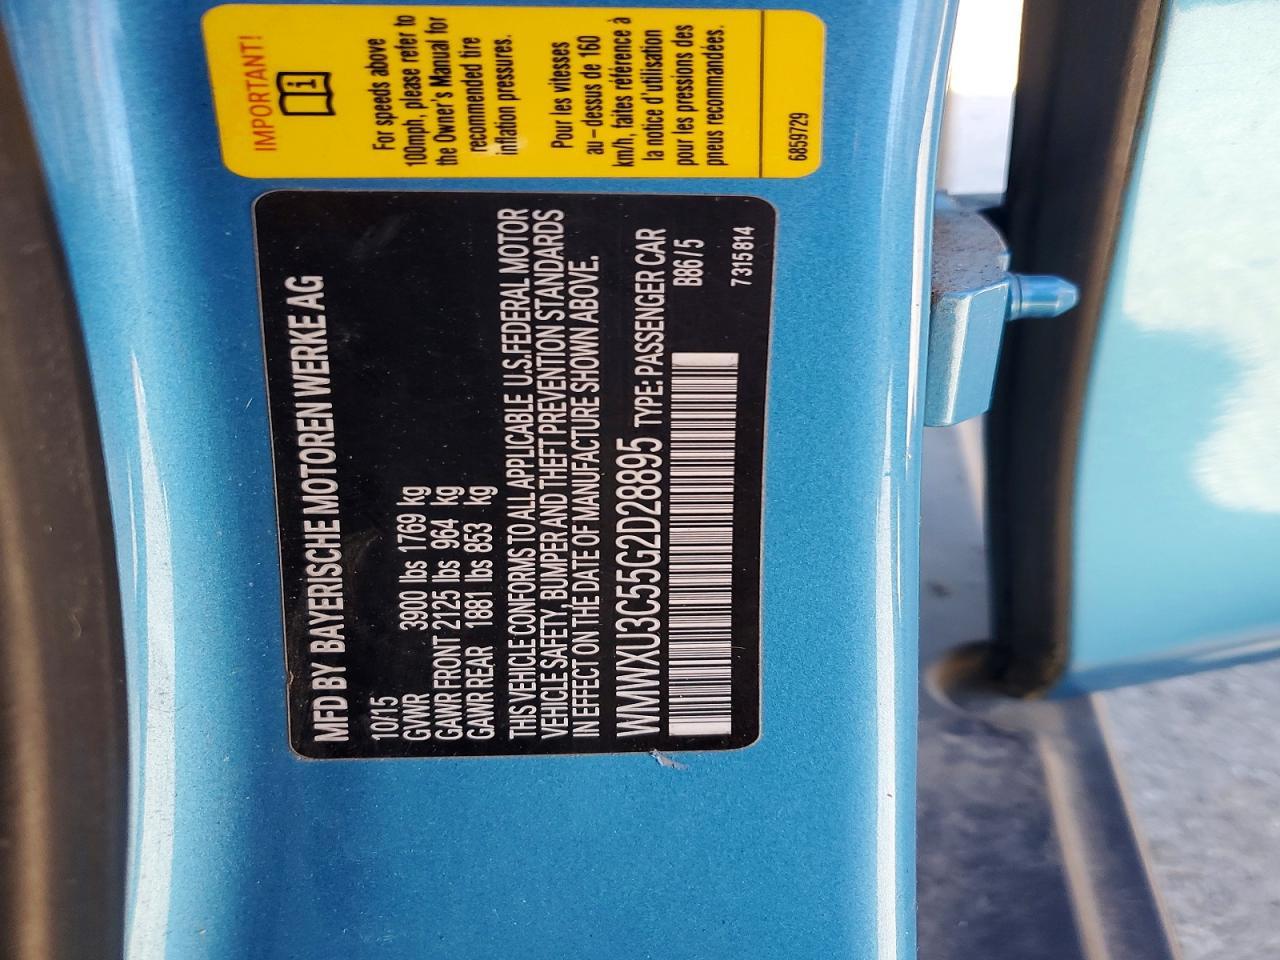 IMPORTANT!
i
For speeds above
100mph, please refer to
the Owner's Manual for
recommended tire
inflation pressures.
Pour les vitesses
au-dessus de 160
km/h, faites référence à
la notice d'utilisation
pour les pressions des
pneus recommandées.
6859729
MFD BY BAYERISCHE MOTOREN WERKE AG
10/15
GVWR 3900 lbs 1769 kg
GAWR FRONT 2125 lbs 964 kg
GAWR REAR 1881 lbs 853 kg
THIS VEHICLE CONFORMS TO ALL APPLICABLE U.S.FEDERAL MOTOR
VEHICLE SAFETY, BUMPER AND THEFT PREVENTION STANDARDS
IN EFFECT ON THE DATE OF MANUFACTURE SHOWN ABOVE.
WMWXU3C55G2D28895 TYPE: PASSENGER CAR
B86/5
7315814